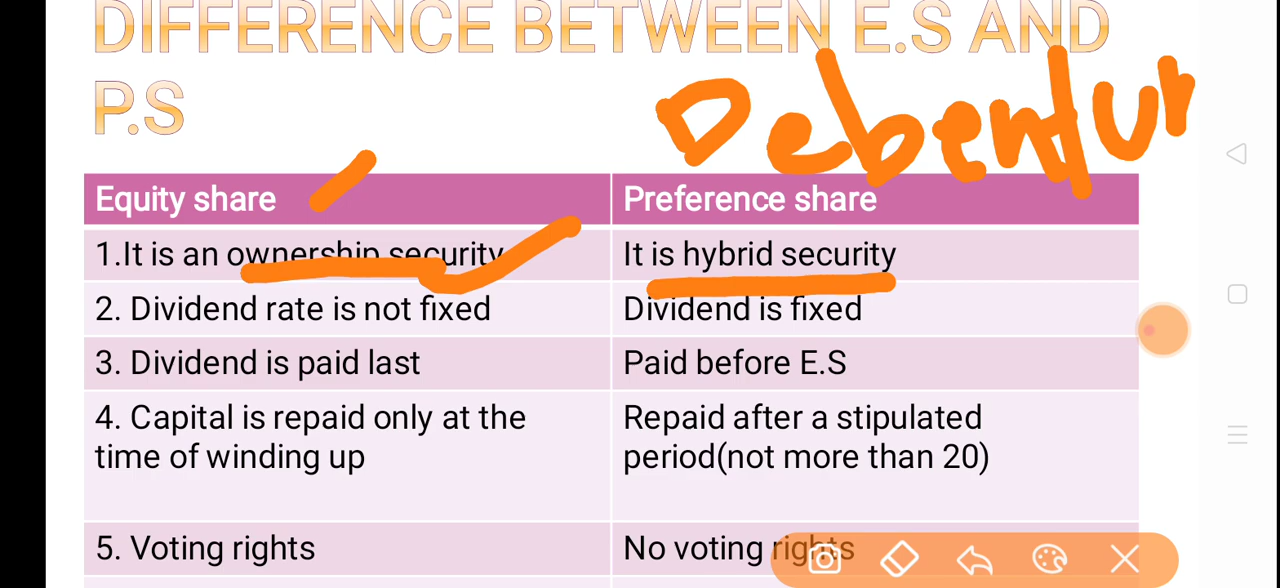 DIFFERENCE BETWEEN E.S AND
P.S
Debentur
Equity share
Preference share
1.It is an ownership security
It is hybrid security
2. Dividend rate is not fixed
Dividend is fixed
3. Dividend is paid last
Paid before E.S
4. Capital is repaid only at the
time of winding up
Repaid after a stipulated
period(not more than 20)
5. Voting rights
No voting rights